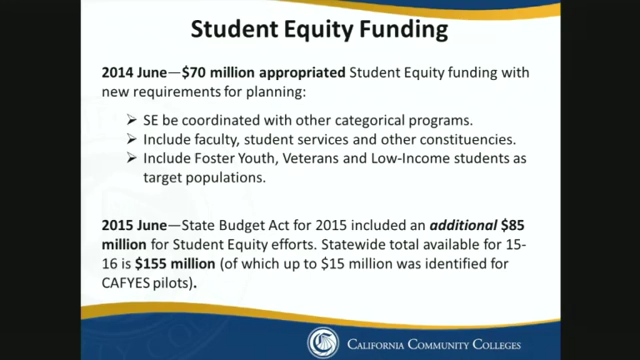 Student Equity Funding
2014 June—$70 million appropriated Student Equity funding with
new requirements for planning:
➢ SE be coordinated with other categorical programs.
➢ Include faculty, student services and other constituencies.
➢ Include Foster Youth, Veterans and Low-Income students as
target populations.
2015 June—State Budget Act for 2015 included an additional $85
million for Student Equity efforts. Statewide total available for 15-
16 is $155 million (of which up to $15 million was identified for
CAFYES pilots).
CALIFORNIA COMMUNITY COLLEGES